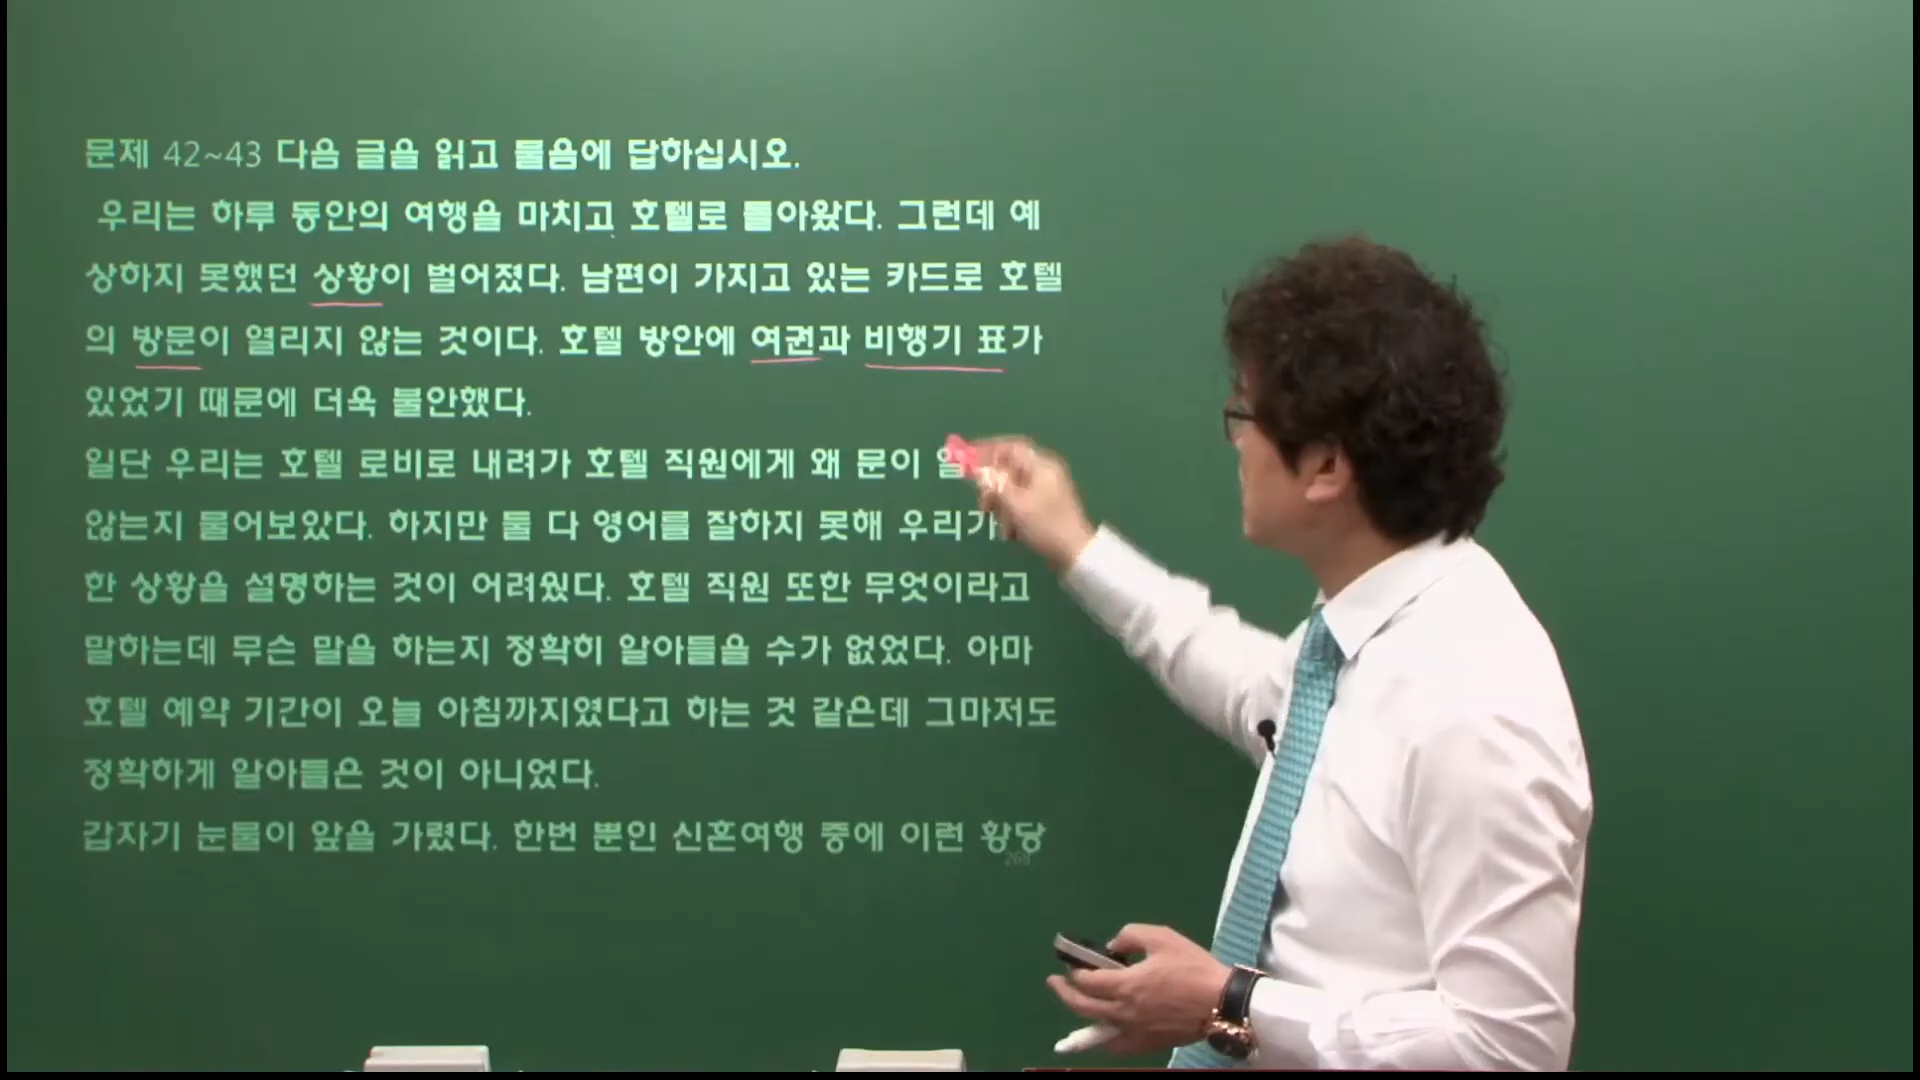 문제 42~43 다음 글을 읽고 물음에 답하십시오.
우리는 하루 동안의 여행을 마치고 호텔로 돌아왔다. 그런데 예
상하지 못했던 상황이 벌어졌다. 남편이 가지고 있는 카드로 호텔
의 방문이 열리지 않는 것이다. 호텔 방안에 여권과 비행기 표가
있었기 때문에 더욱 불안했다.
일단 우리는 호텔 로비로 내려가 호텔 직원에게 왜 문이
않는지 물어보았다. 하지만 둘 다 영어를 잘하지 못해 우리가
한 상황을 설명하는 것이 어려웠다. 호텔 직원 또한 무엇이라고
말하는데 무슨 말을 하는지 정확히 알아들을 수가 없었다. 아마
호텔 예약 기간이 오늘 아침까지였다고 하는 것 같은데 그마저도
정확하게 알아들은 것이 아니었다.
갑자기 눈물이 앞을 가렸다. 한번 뿐인 신혼여행 중에 이런 황당
268